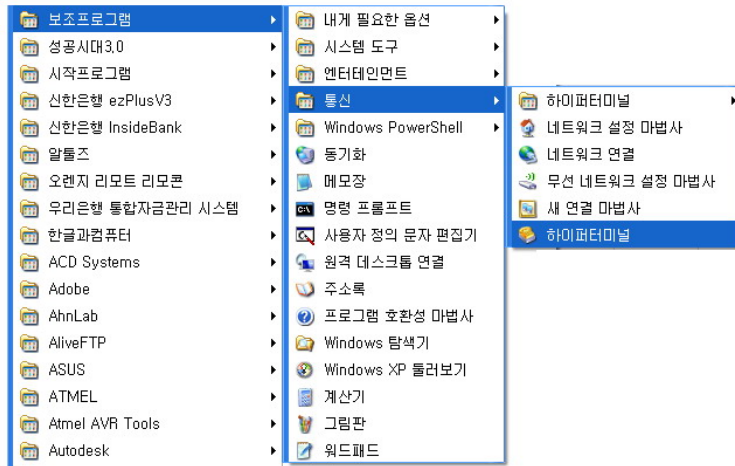 보조프로그램
성공시대3,0
시작프로그램
신한은행 ezPlusV3
신한은행 InsideBank
알툴즈
오렌지 리모트 리모콘
우리은행 통합자금관리 시스템
한글과컴퓨터
ACD Systems
Adobe
AhnLab
AliveFTP
ASUS
ATMEL
Atmel AVR Tools
Autodesk
내게 필요한 옵션
시스템 도구
엔터테인먼트
통신
Windows PowerShell
동기화
메모장
명령 프롬프트
사용자 정의 문자 편집기
원격 데스크톱 연결
주소록
프로그램 호환성 마법사
Windows 탐색기
Windows XP 둘러보기
계산기
그림판
워드패드
하이퍼터미널
네트워크 설정 마법사
네트워크 연결
무선 네트워크 설정 마법사
새 연결 마법사
하이퍼터미널